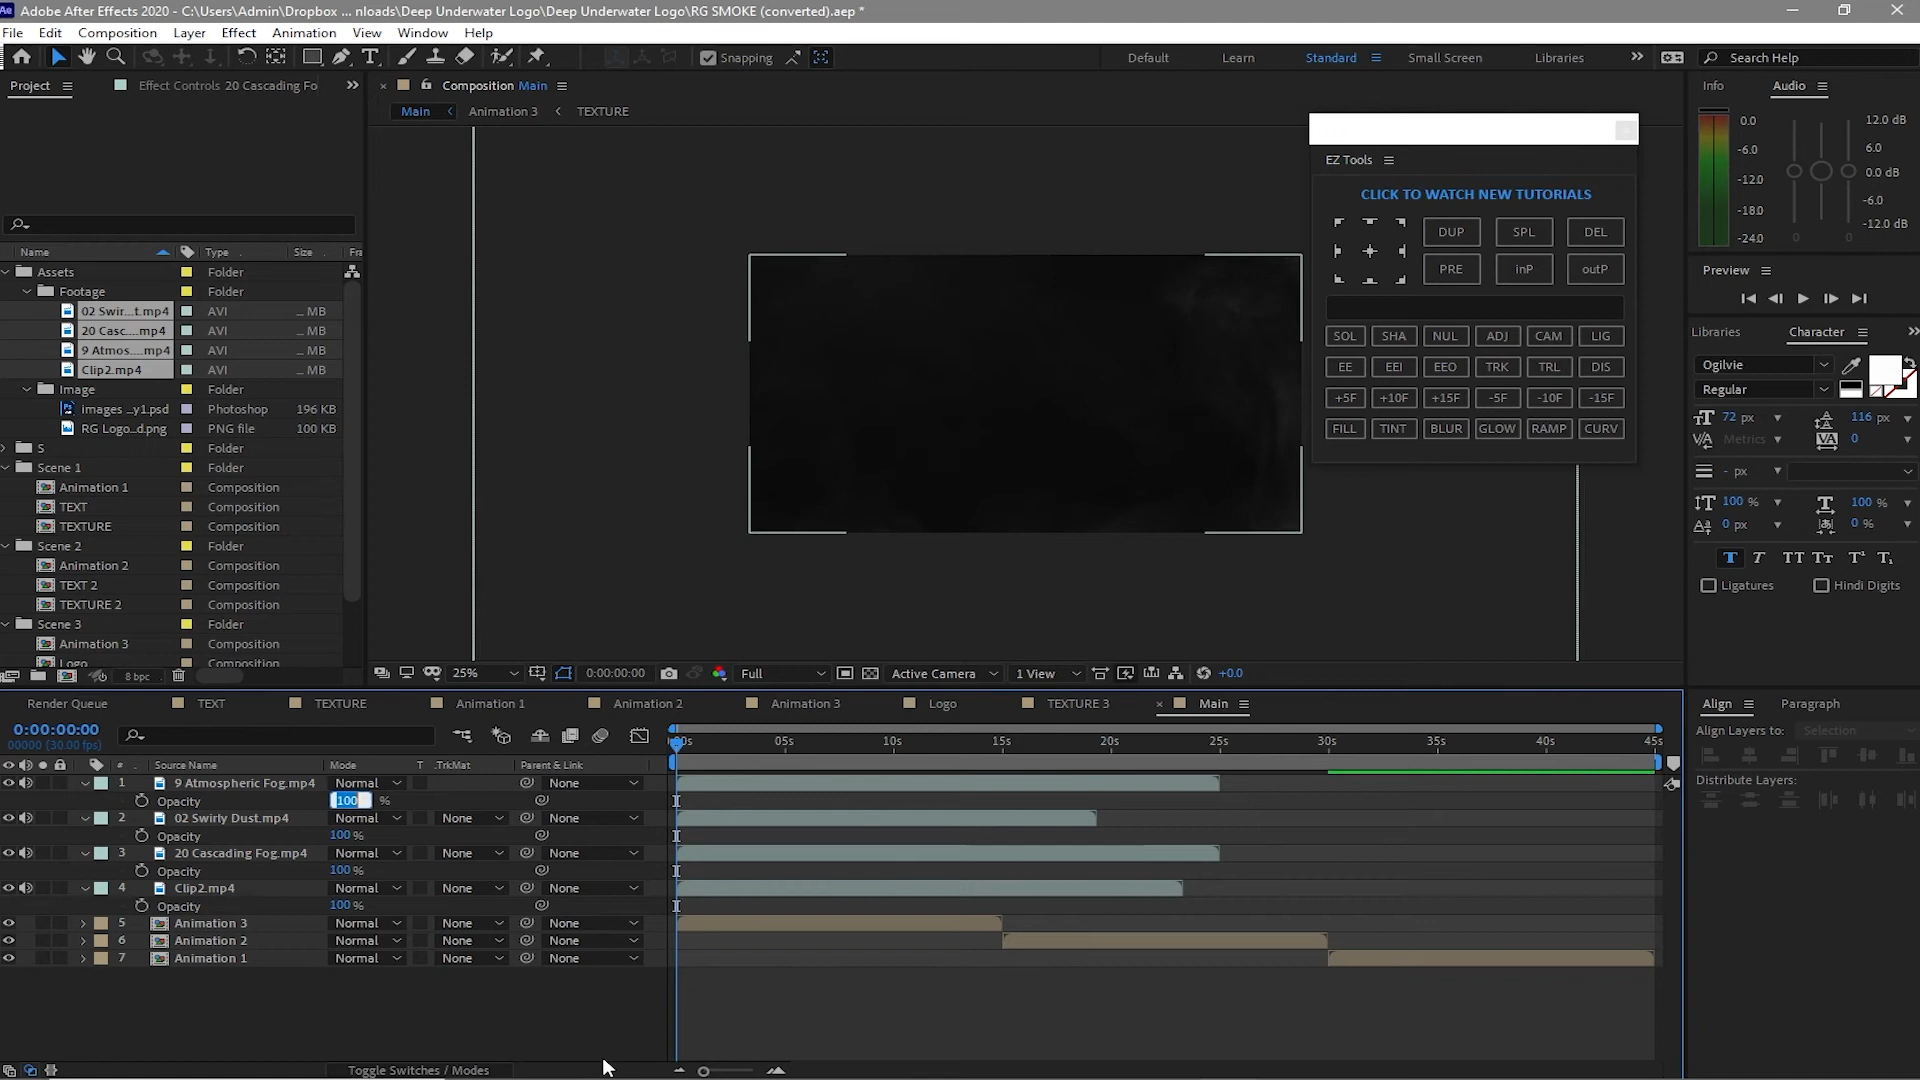 Adobe After Effects 2020 - C:\Users\Admin\Dropbox ... nloads\Deep Underwater Logo\Deep Underwater Logo\RG SMOKE (converted).aep *
File Edit Composition Layer Effect Animation View Window Help
Snapping Default Learn Standard Small Screen Libraries Search Help
Project Effect Controls 20 Cascading Fo Composition Main Info Audio
Main Animation 3 TEXTURE
0.0 12.0 dB
-6.0 6.0
-12.0 0.0 dB
-18.0 -6.0
-24.0 0 0 -12.0 dB
EZ Tools
CLICK TO WATCH NEW TUTORIALS
DUP SPL DEL
PRE inP outP
SOL SHA NUL ADJ CAM LIG
EE EEI EEO TRK TRL DIS
+5F +10F +15F -5F -10F -15F
FILL TINT BLUR GLOW RAMP CURV
Name Type Size Fra
Assets Folder
Footage Folder
02 Swir...t.mp4 AVI ... MB
20 Casc....mp4 AVI ... MB
9 Atmos....mp4 AVI ... MB
Clip2.mp4 AVI ... MB
Image Folder
images _y1.psd Photoshop 196 KB
RG Logo..d.png PNG file 100 KB
S Folder
Scene 1 Folder
Animation 1 Composition
TEXT Composition
TEXTURE Composition
Scene 2 Folder
Animation 2 Composition
TEXT 2 Composition
TEXTURE 2 Composition
Scene 3 Folder
Animation 3 Composition
Logo Composition
8 bpc
Preview
Libraries Character
Ogilvie
Regular
72 px 116 px
Metrics 0
- px
100 % 100 %
0 px 0 %
T T TT Tt T¹ T₁
Ligatures Hindi Digits
25% 0:00:00:00 Full Active Camera 1 View +0.0
Render Queue TEXT TEXTURE Animation 1 Animation 2 Animation 3 Logo TEXTURE 3 Main
Align Paragraph
Align Layers to: Selection
Distribute Layers:
0:00:00:00
00000 (30.00 fps)
00s 05s 10s 15s 20s 25s 30s 35s 40s 45s
# Source Name Mode T .TrkMat Parent & Link
1 9 Atmospheric Fog.mp4 Normal None
Opacity 100 %
2 02 Swirly Dust.mp4 Normal None None
Opacity 100 %
3 20 Cascading Fog.mp4 Normal None None
Opacity 100 %
4 Clip2.mp4 Normal None None
Opacity 100 %
5 Animation 3 Normal None None
6 Animation 2 Normal None None
7 Animation 1 Normal None None
Toggle Switches / Modes